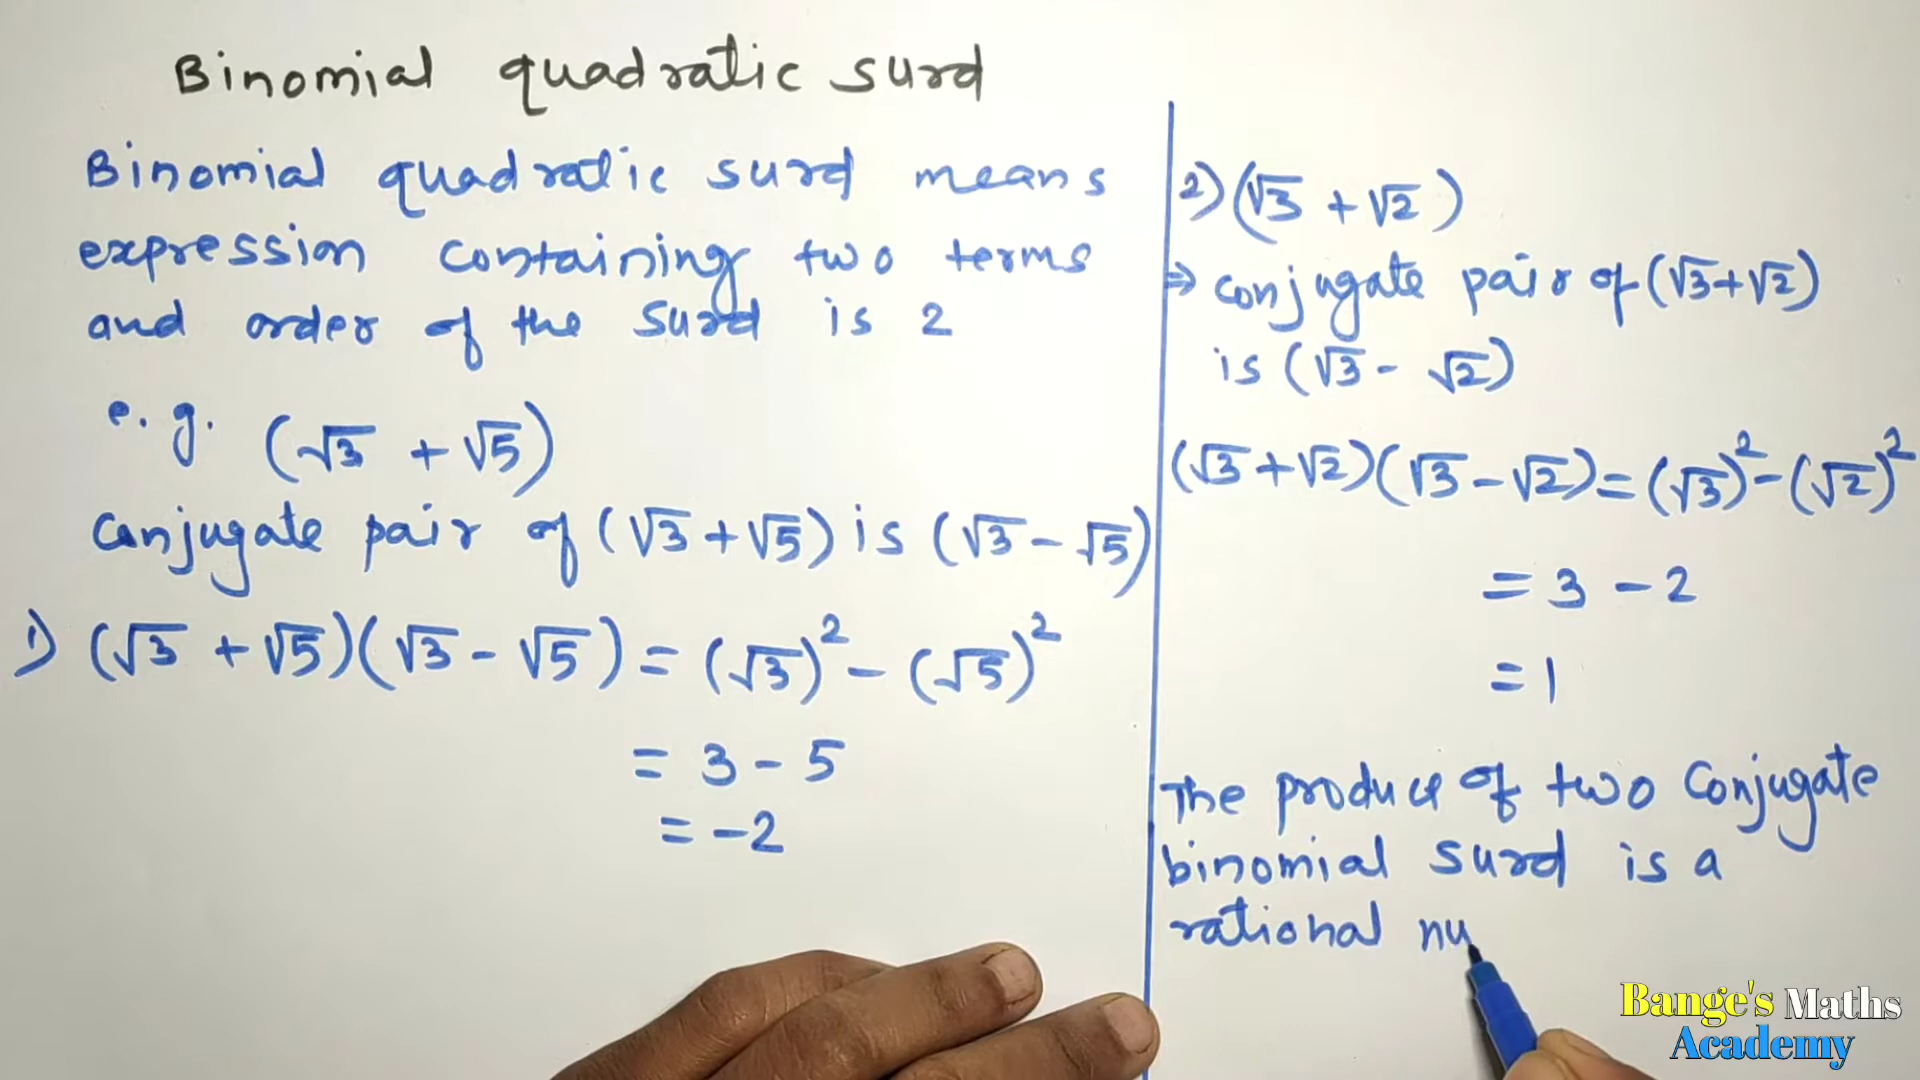 Binomial quadratic surd
Binomial quadratic surd means
expression containing two terms
and order of the surd is 2
e.g. (√3 + √5)
Conjugate pair of (√3 + √5) is (√3 - √5)
1) (√3 + √5)(√3 - √5) = (√3)² - (√5)²
= 3 - 5
= -2
2) (√3 + √2)
⇒ conjugate pair of (√3+√2)
is (√3 - √2)
(√3 + √2)(√3 - √2) = (√3)² - (√2)²
= 3 - 2
= 1
The produce of two conjugate
binomial surd is a
rational nu
Bange's Maths
Academy